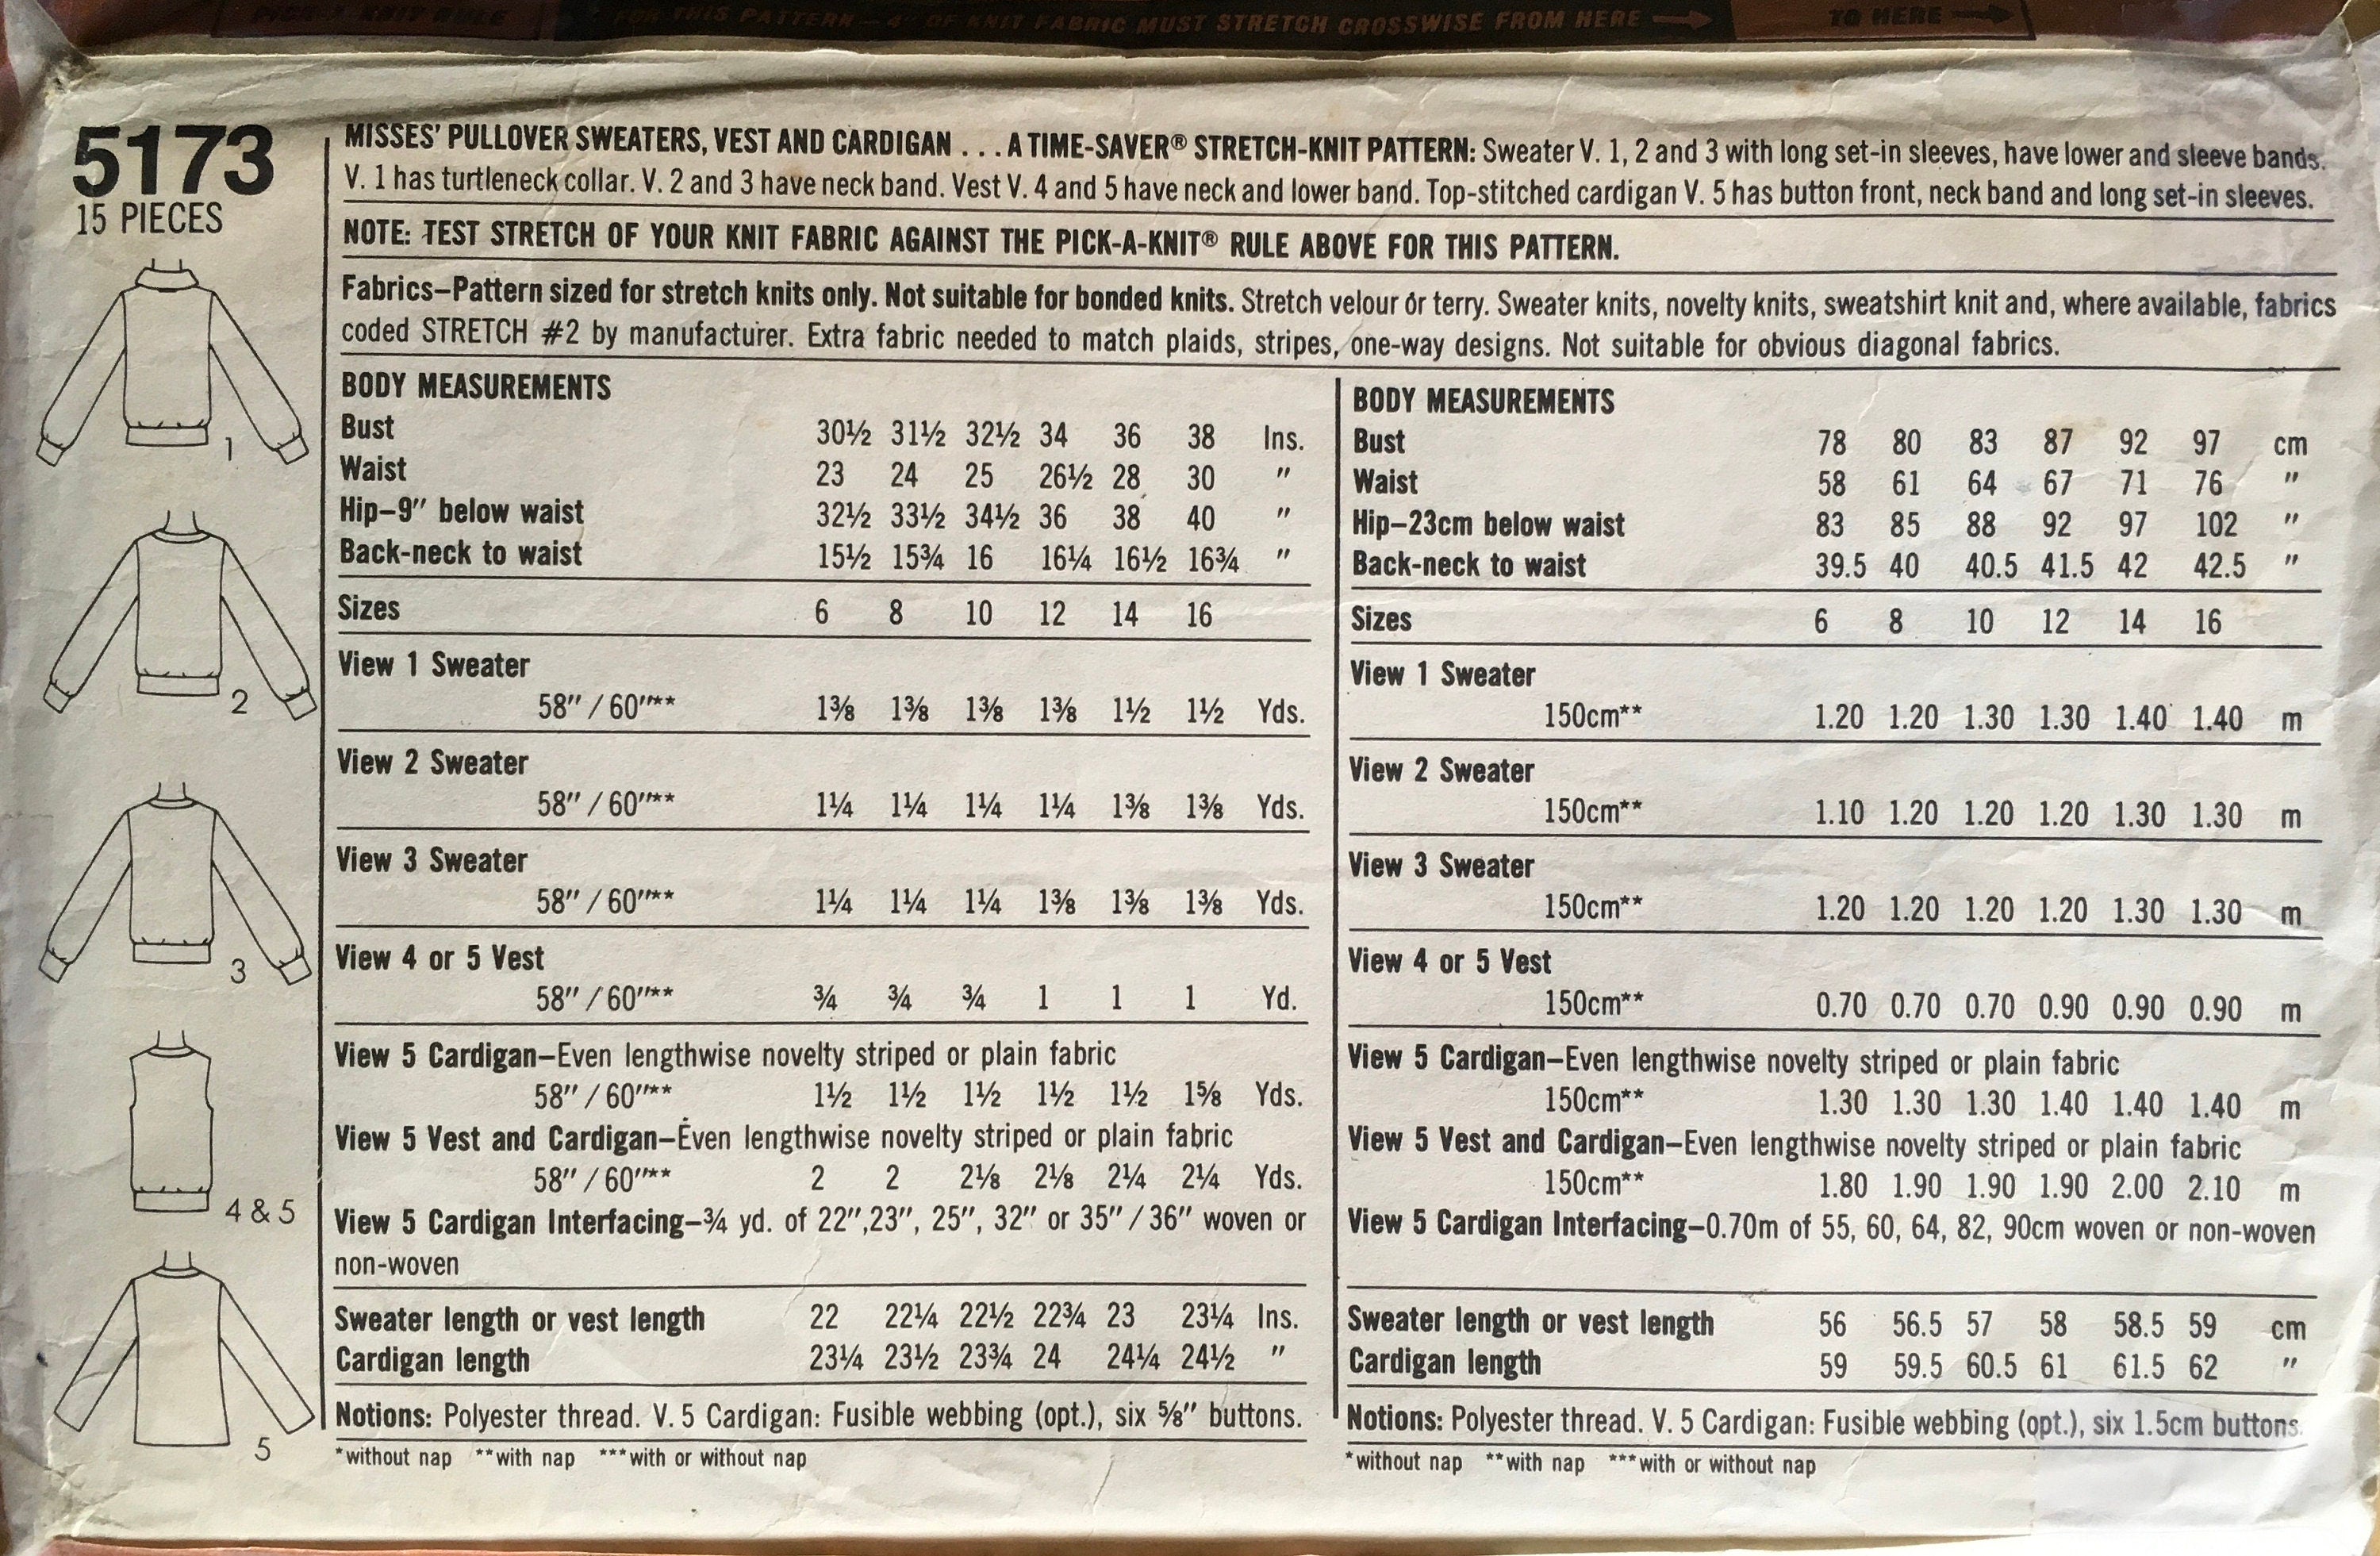 PICK-A-KNIT RULE FOR THIS PATTERN — 4" OF KNIT FABRIC MUST STRETCH CROSSWISE FROM HERE → TO HERE →
5173
15 PIECES
1
2
3
4 & 5
5
MISSES' PULLOVER SWEATERS, VEST AND CARDIGAN . . . A TIME-SAVER® STRETCH-KNIT PATTERN: Sweater V. 1, 2 and 3 with long set-in sleeves, have lower and sleeve bands.
V. 1 has turtleneck collar. V. 2 and 3 have neck band. Vest V. 4 and 5 have neck and lower band. Top-stitched cardigan V. 5 has button front, neck band and long set-in sleeves.
NOTE: TEST STRETCH OF YOUR KNIT FABRIC AGAINST THE PICK-A-KNIT® RULE ABOVE FOR THIS PATTERN.
Fabrics–Pattern sized for stretch knits only. Not suitable for bonded knits. Stretch velour or terry. Sweater knits, novelty knits, sweatshirt knit and, where available, fabrics
coded STRETCH #2 by manufacturer. Extra fabric needed to match plaids, stripes, one-way designs. Not suitable for obvious diagonal fabrics.
BODY MEASUREMENTS
Bust 30½ 31½ 32½ 34 36 38 Ins.
Waist 23 24 25 26½ 28 30 "
Hip–9" below waist 32½ 33½ 34½ 36 38 40 "
Back-neck to waist 15½ 15¾ 16 16¼ 16½ 16¾ "
Sizes 6 8 10 12 14 16
View 1 Sweater
58" / 60"** 1⅜ 1⅜ 1⅜ 1⅜ 1½ 1½ Yds.
View 2 Sweater
58" / 60"** 1¼ 1¼ 1¼ 1¼ 1⅜ 1⅜ Yds.
View 3 Sweater
58" / 60"** 1¼ 1¼ 1¼ 1⅜ 1⅜ 1⅜ Yds.
View 4 or 5 Vest
58" / 60"** ¾ ¾ ¾ 1 1 1 Yd.
View 5 Cardigan–Even lengthwise novelty striped or plain fabric
58" / 60"** 1½ 1½ 1½ 1½ 1½ 1⅝ Yds.
View 5 Vest and Cardigan–Even lengthwise novelty striped or plain fabric
58" / 60"** 2 2 2⅛ 2⅛ 2¼ 2¼ Yds.
View 5 Cardigan Interfacing–¾ yd. of 22",23", 25", 32" or 35" / 36" woven or
non-woven
Sweater length or vest length 22 22¼ 22½ 22¾ 23 23¼ Ins.
Cardigan length 23¼ 23½ 23¾ 24 24¼ 24½ "
Notions: Polyester thread. V. 5 Cardigan: Fusible webbing (opt.), six ⅝" buttons.
*without nap **with nap ***with or without nap
BODY MEASUREMENTS
Bust 78 80 83 87 92 97 cm
Waist 58 61 64 67 71 76 "
Hip–23cm below waist 83 85 88 92 97 102 "
Back-neck to waist 39.5 40 40.5 41.5 42 42.5 "
Sizes 6 8 10 12 14 16
View 1 Sweater
150cm** 1.20 1.20 1.30 1.30 1.40 1.40 m
View 2 Sweater
150cm** 1.10 1.20 1.20 1.20 1.30 1.30 m
View 3 Sweater
150cm** 1.20 1.20 1.20 1.20 1.30 1.30 m
View 4 or 5 Vest
150cm** 0.70 0.70 0.70 0.90 0.90 0.90 m
View 5 Cardigan–Even lengthwise novelty striped or plain fabric
150cm** 1.30 1.30 1.30 1.40 1.40 1.40 m
View 5 Vest and Cardigan–Even lengthwise novelty striped or plain fabric
150cm** 1.80 1.90 1.90 1.90 2.00 2.10 m
View 5 Cardigan Interfacing–0.70m of 55, 60, 64, 82, 90cm woven or non-woven
Sweater length or vest length 56 56.5 57 58 58.5 59 cm
Cardigan length 59 59.5 60.5 61 61.5 62 "
Notions: Polyester thread. V. 5 Cardigan: Fusible webbing (opt.), six 1.5cm buttons.
*without nap **with nap ***with or without nap